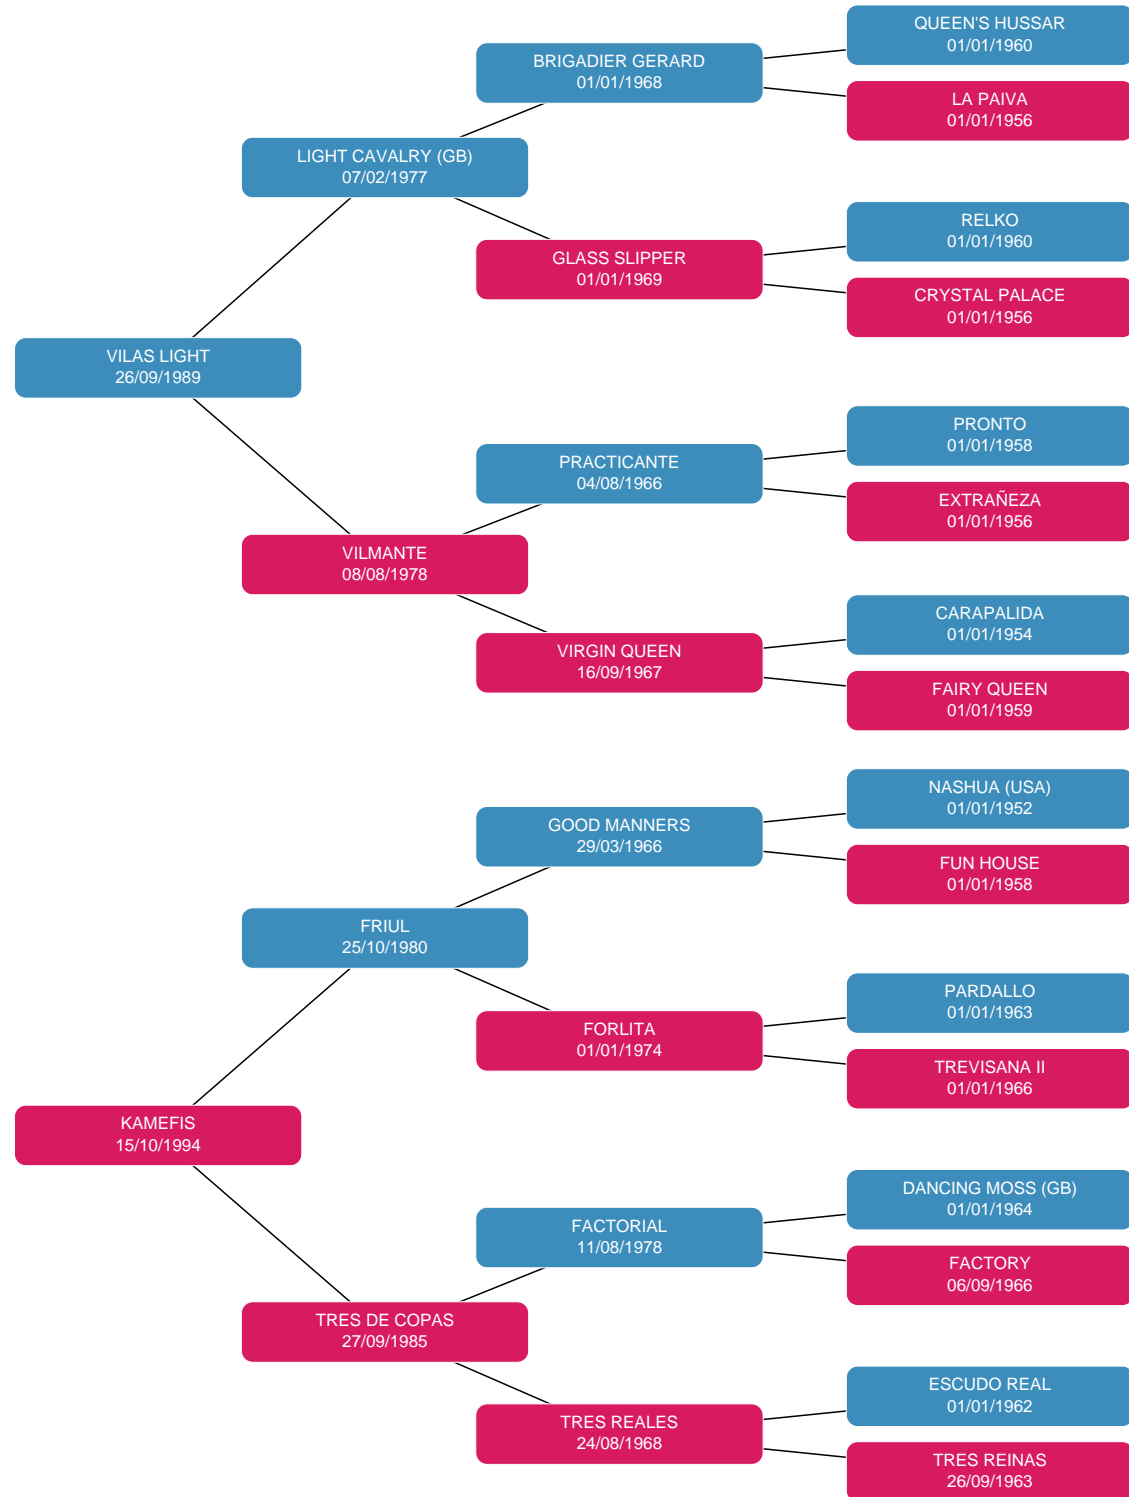 QUEEN'S HUSSAR
01/01/1960
BRIGADIER GERARD
01/01/1968
LA PAIVA
01/01/1956
LIGHT CAVALRY (GB)
07/02/1977
RELKO
01/01/1960
GLASS SLIPPER
01/01/1969
CRYSTAL PALACE
01/01/1956
VILAS LIGHT
26/09/1989
PRONTO
01/01/1958
PRACTICANTE
04/08/1966
EXTRAÑEZA
01/01/1956
VILMANTE
08/08/1978
CARAPALIDA
01/01/1954
VIRGIN QUEEN
16/09/1967
FAIRY QUEEN
01/01/1959
NASHUA (USA)
01/01/1952
GOOD MANNERS
29/03/1966
FUN HOUSE
01/01/1958
FRIUL
25/10/1980
PARDALLO
01/01/1963
FORLITA
01/01/1974
TREVISANA II
01/01/1966
KAMEFIS
15/10/1994
DANCING MOSS (GB)
01/01/1964
FACTORIAL
11/08/1978
FACTORY
06/09/1966
TRES DE COPAS
27/09/1985
ESCUDO REAL
01/01/1962
TRES REALES
24/08/1968
TRES REINAS
26/09/1963